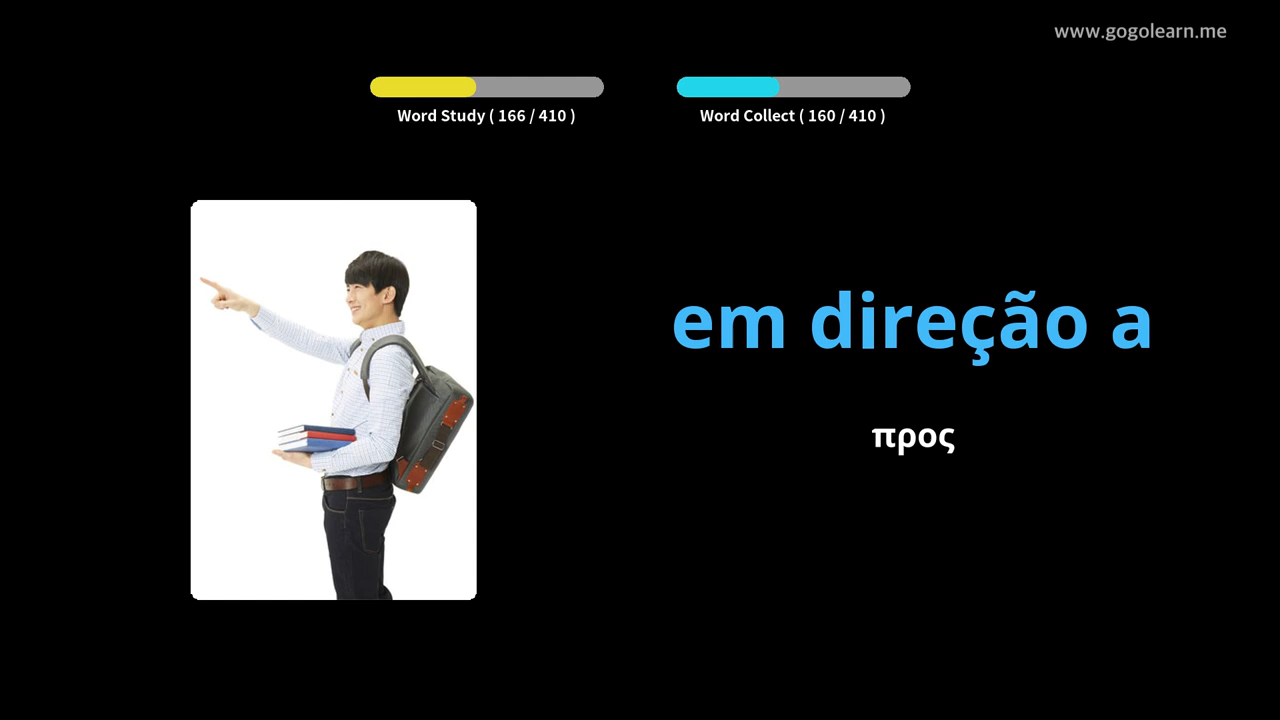 www.gogolearn.me
Word Study ( 166 / 410 )
Word Collect ( 160 / 410 )
em direção a
προς